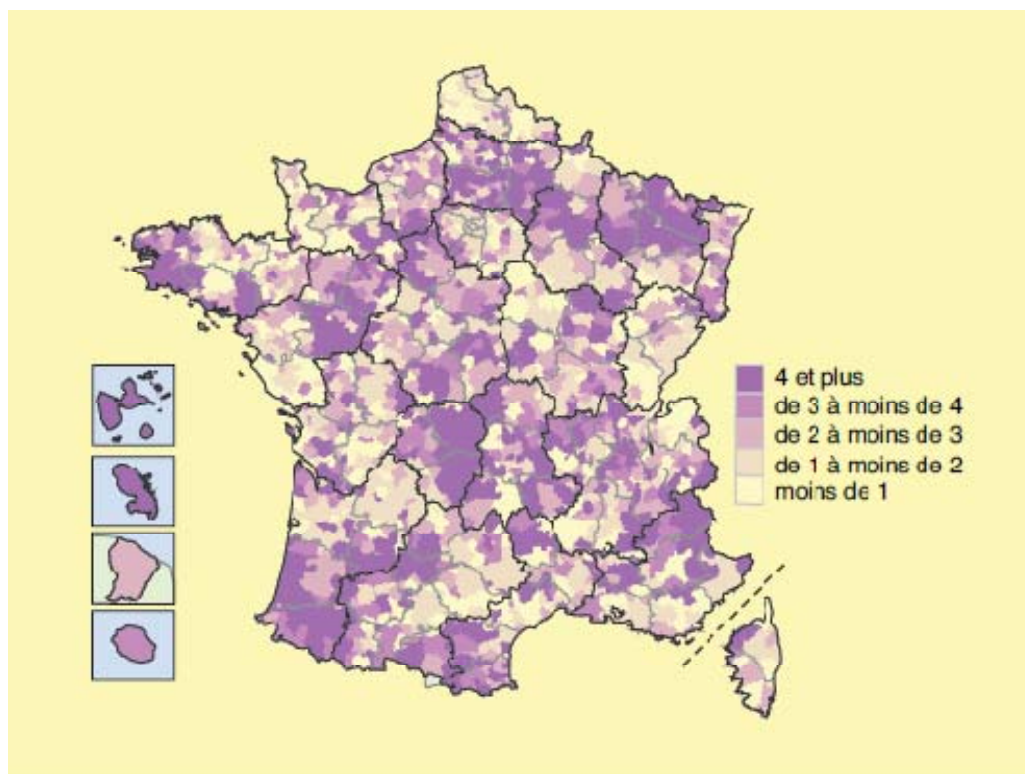 4 et plus
de 3 à moins de 4
de 2 à moins de 3
de 1 à moins de 2
moins de 1